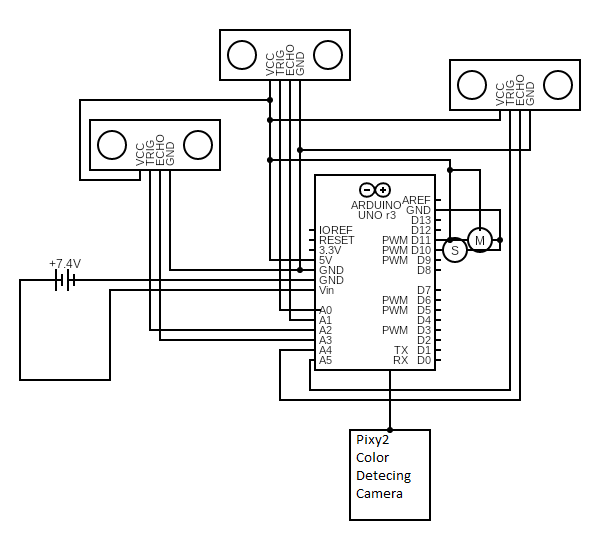 VCC
TRIG
ECHO
GND
VCC
TRIG
ECHO
GND
VCC
TRIG
ECHO
GND
ARDUINO
UNO r3
IOREF
RESET
3.3V
5V
GND
GND
Vin
A0
A1
A2
A3
A4
A5
AREF
GND
D13
D12
PWM D11
PWM D10
PWM D9
D8
D7
PWM D6
PWM D5
D4
PWM D3
D2
TX D1
RX D0
M
S
+7.4V
Pixy2
Color
Detecing
Camera